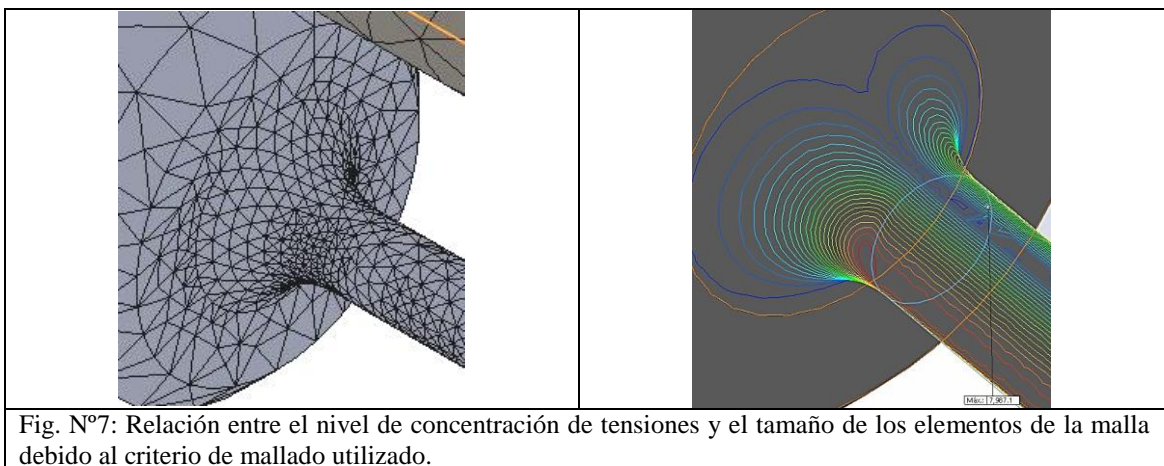 Máx.: 7,987.1
Fig. Nº7: Relación entre el nivel de concentración de tensiones y el tamaño de los elementos de la malla
debido al criterio de mallado utilizado.